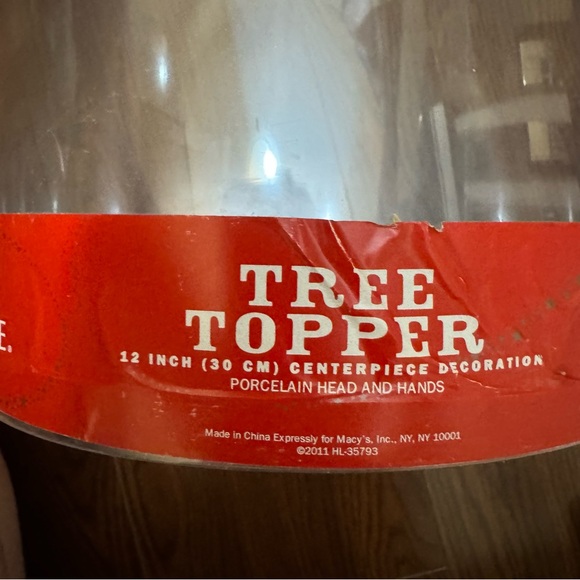 TREE
TOPPER
E.
12 INCH (30 CM) CENTERPIECE DECORATION
PORCELAIN HEAD AND HANDS
Made in China Expressly for Macy's, Inc., NY, NY 10001
©2011 HL-35793